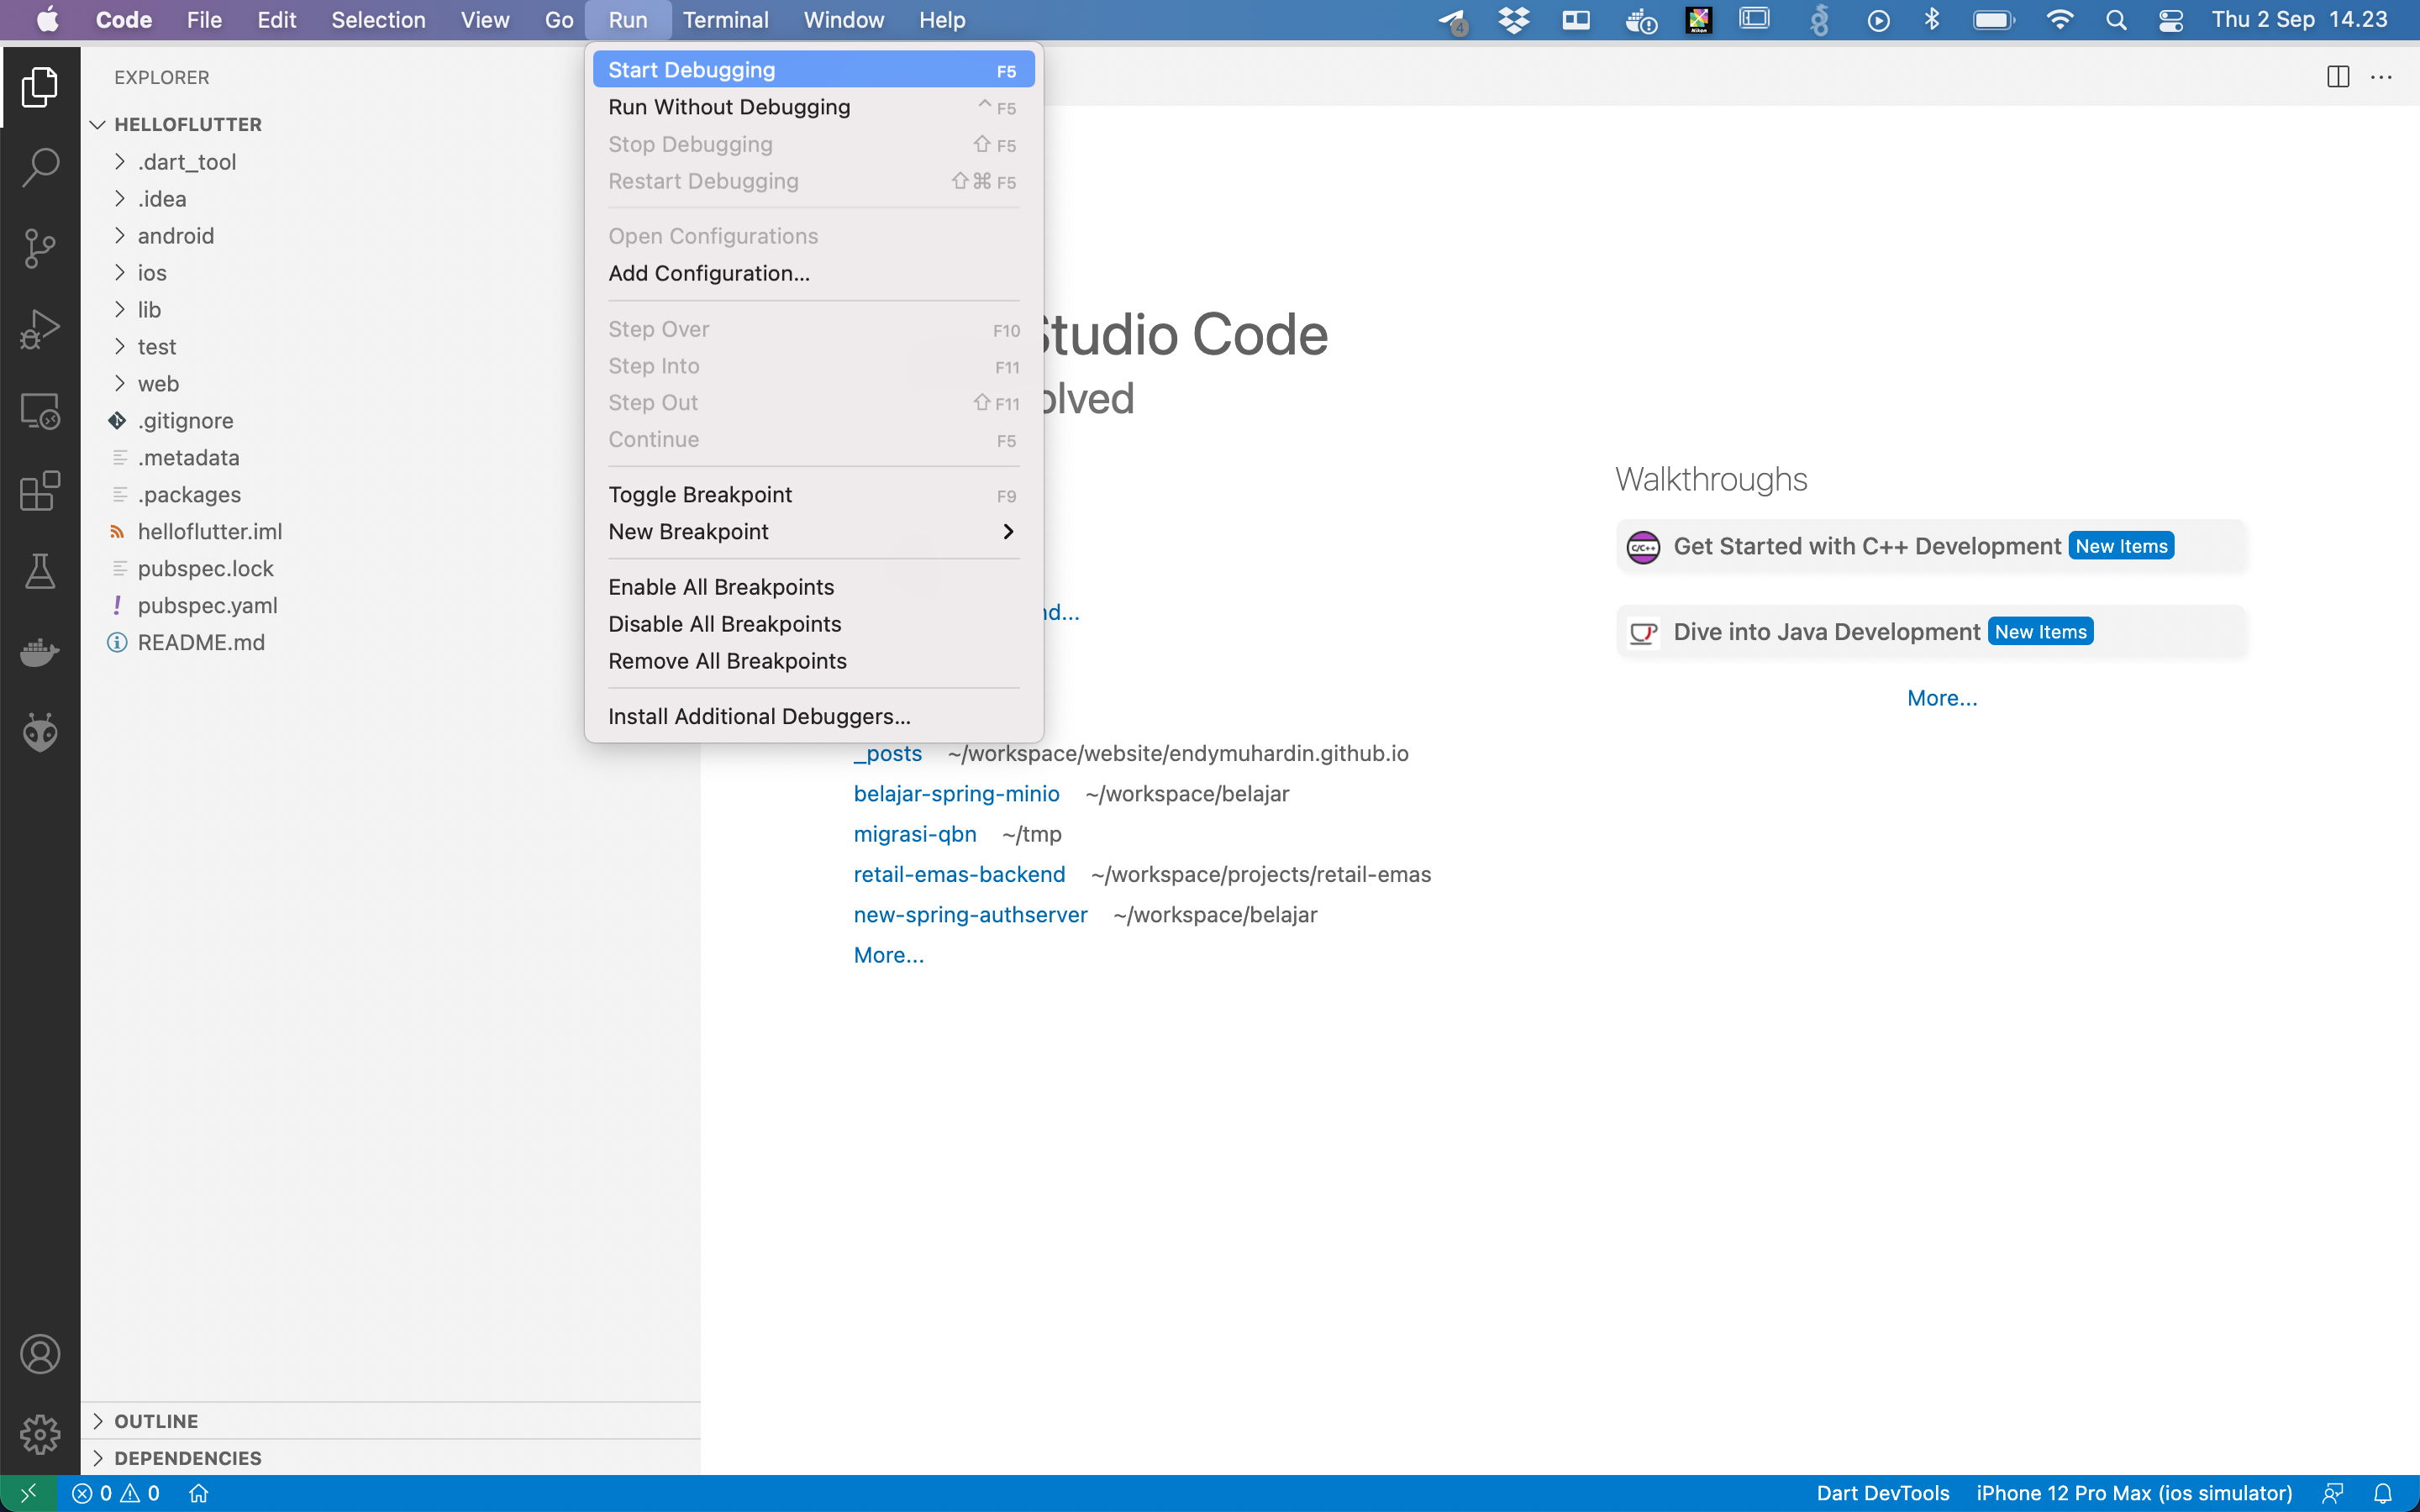 Code File Edit Selection View Go Run Terminal Window Help 4 Thu 2 Sep 14.23
EXPLORER
HELLOFLUTTER
.dart_tool
.idea
android
ios
lib
test
web
.gitignore
.metadata
.packages
helloflutter.iml
pubspec.lock
pubspec.yaml
README.md
OUTLINE
DEPENDENCIES
Start Debugging F5
Run Without Debugging ^ F5
Stop Debugging ⇧ F5
Restart Debugging ⇧⌘ F5
Open Configurations
Add Configuration...
Step Over F10
Step Into F11
Step Out ⇧ F11
Continue F5
Toggle Breakpoint F9
New Breakpoint
Enable All Breakpoints
Disable All Breakpoints
Remove All Breakpoints
Install Additional Debuggers...
Studio Code
olved
nd...
_posts ~/workspace/website/endymuhardin.github.io
belajar-spring-minio ~/workspace/belajar
migrasi-qbn ~/tmp
retail-emas-backend ~/workspace/projects/retail-emas
new-spring-authserver ~/workspace/belajar
More...
Walkthroughs
C/C++ Get Started with C++ Development New Items
Dive into Java Development New Items
More...
0 0 Dart DevTools iPhone 12 Pro Max (ios simulator)